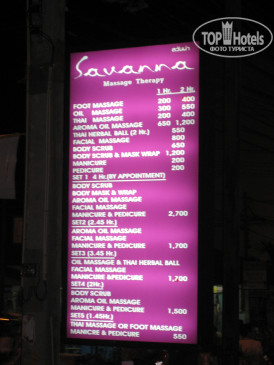 TOP Hotels
ФОТО ТУРИСТА
Savanna
Massage Therapy
1 Hr. 2 Hr.
FOOT MASSAGE 200 400
OIL MASSAGE 300 550
THAI MASSAGE 200 400
AROMA OIL MASSAGE 650 1,200
THAI HERBAL BALL (2 Hr.) 550
FACIAL MASSAGE 800
BODY SCRUB 650
BODY SCRUB & MASK WRAP 1,200
MANICURE 200
PEDICURE 200
SET 1 4 Hr.(BY APPOINTMENT)
BODY SCRUB
BODY MASK & WRAP
AROMA OIL MASSAGE
FACIAL MASSAGE
MANICURE & PEDICURE 2,700
SET2 (2.45 Hr.)
AROMA OIL MASSAGE
FACIAL MASSAGE
MANICURE & PEDICURE 1,700
SET3 (3.45 Hr.)
OIL MASSAGE & THAI HERBAL BALL
FACIAL MASSAGE
MANICURE &PEDICURE 1,700
SET4 (2Hr.)
BODY SCRUB
AROMA OIL MASSAGE
MANICURE & PEDICURE 1,500
SET5 (1.45Hr.)
THAI MASSAGE OR FOOT MASSAGE
MANICRE & PEDICURE 550